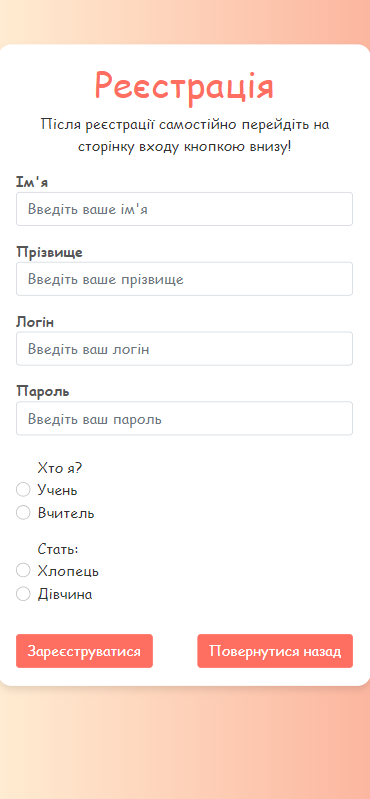 Реєстрація
Після реєстрації самостійно перейдіть на
сторінку входу кнопкою внизу!
Ім'я
Введіть ваше ім'я
Прізвище
Введіть ваше прізвище
Логін
Введіть ваш логін
Пароль
Введіть ваш пароль
Хто я?
Учень
Вчитель
Стать:
Хлопець
Дівчина
Зареєструватися
Повернутися назад